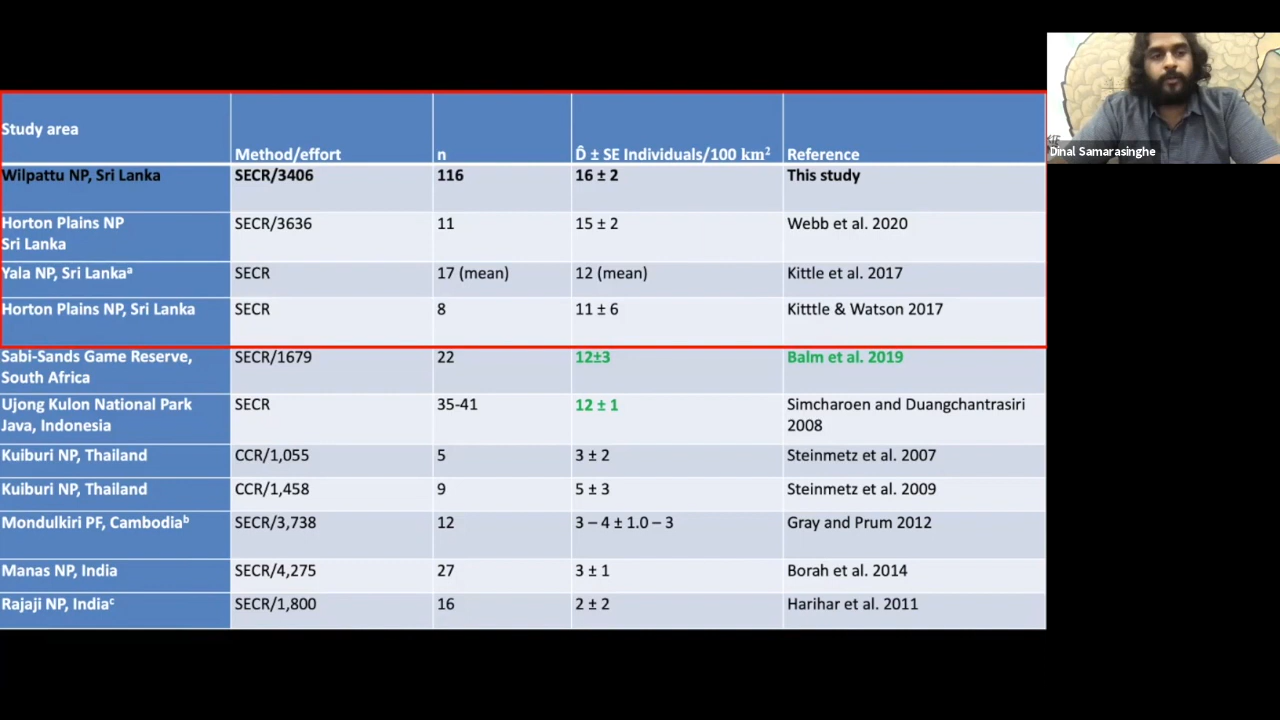 Study area
Method/effort
n
D̂ ± SE Individuals/100 km²
Reference
Wilpattu NP, Sri Lanka
SECR/3406
116
16 ± 2
This study
Horton Plains NP
Sri Lanka
SECR/3636
11
15 ± 2
Webb et al. 2020
Yala NP, Sri Lankaᵃ
SECR
17 (mean)
12 (mean)
Kittle et al. 2017
Horton Plains NP, Sri Lanka
SECR
8
11 ± 6
Kitttle & Watson 2017
Sabi-Sands Game Reserve,
South Africa
SECR/1679
22
12±3
Balm et al. 2019
Ujong Kulon National Park
Java, Indonesia
SECR
35-41
12 ± 1
Simcharoen and Duangchantrasiri
2008
Kuiburi NP, Thailand
CCR/1,055
5
3 ± 2
Steinmetz et al. 2007
Kuiburi NP, Thailand
CCR/1,458
9
5 ± 3
Steinmetz et al. 2009
Mondulkiri PF, Cambodiaᵇ
SECR/3,738
12
3 – 4 ± 1.0 – 3
Gray and Prum 2012
Manas NP, India
SECR/4,275
27
3 ± 1
Borah et al. 2014
Rajaji NP, Indiaᶜ
SECR/1,800
16
2 ± 2
Harihar et al. 2011
Dinal Samarasinghe